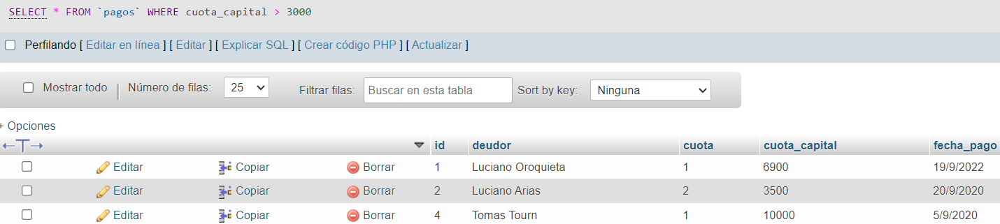 SELECT * FROM `pagos` WHERE cuota_capital > 3000
Perfilando [ Editar en línea ] [ Editar ] [ Explicar SQL ] [ Crear código PHP ] [ Actualizar ]
Mostrar todo | Número de filas: 25 Filtrar filas: Buscar en esta tabla Sort by key: Ninguna
+ Opciones
←T→ id deudor cuota cuota_capital fecha_pago
Editar Copiar Borrar 1 Luciano Oroquieta 1 6900 19/9/2022
Editar Copiar Borrar 2 Luciano Arias 2 3500 20/9/2020
Editar Copiar Borrar 4 Tomas Tourn 1 10000 5/9/2020